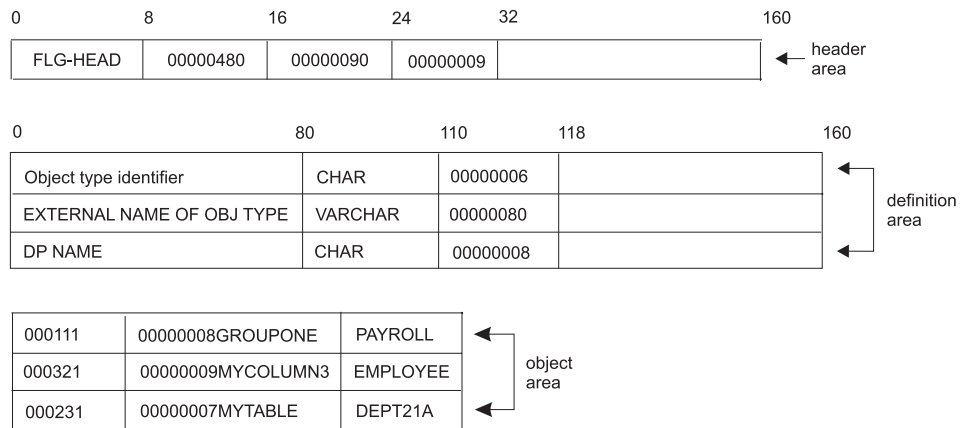 0 8 16 24 32 160
FLG-HEAD 00000480 00000090 00000009
header
area
0 80 110 118 160
Object type identifier CHAR 00000006
EXTERNAL NAME OF OBJ TYPE VARCHAR 00000080
DP NAME CHAR 00000008
definition
area
000111 00000008GROUPONE PAYROLL
000321 00000009MYCOLUMN3 EMPLOYEE
000231 00000007MYTABLE DEPT21A
object
area